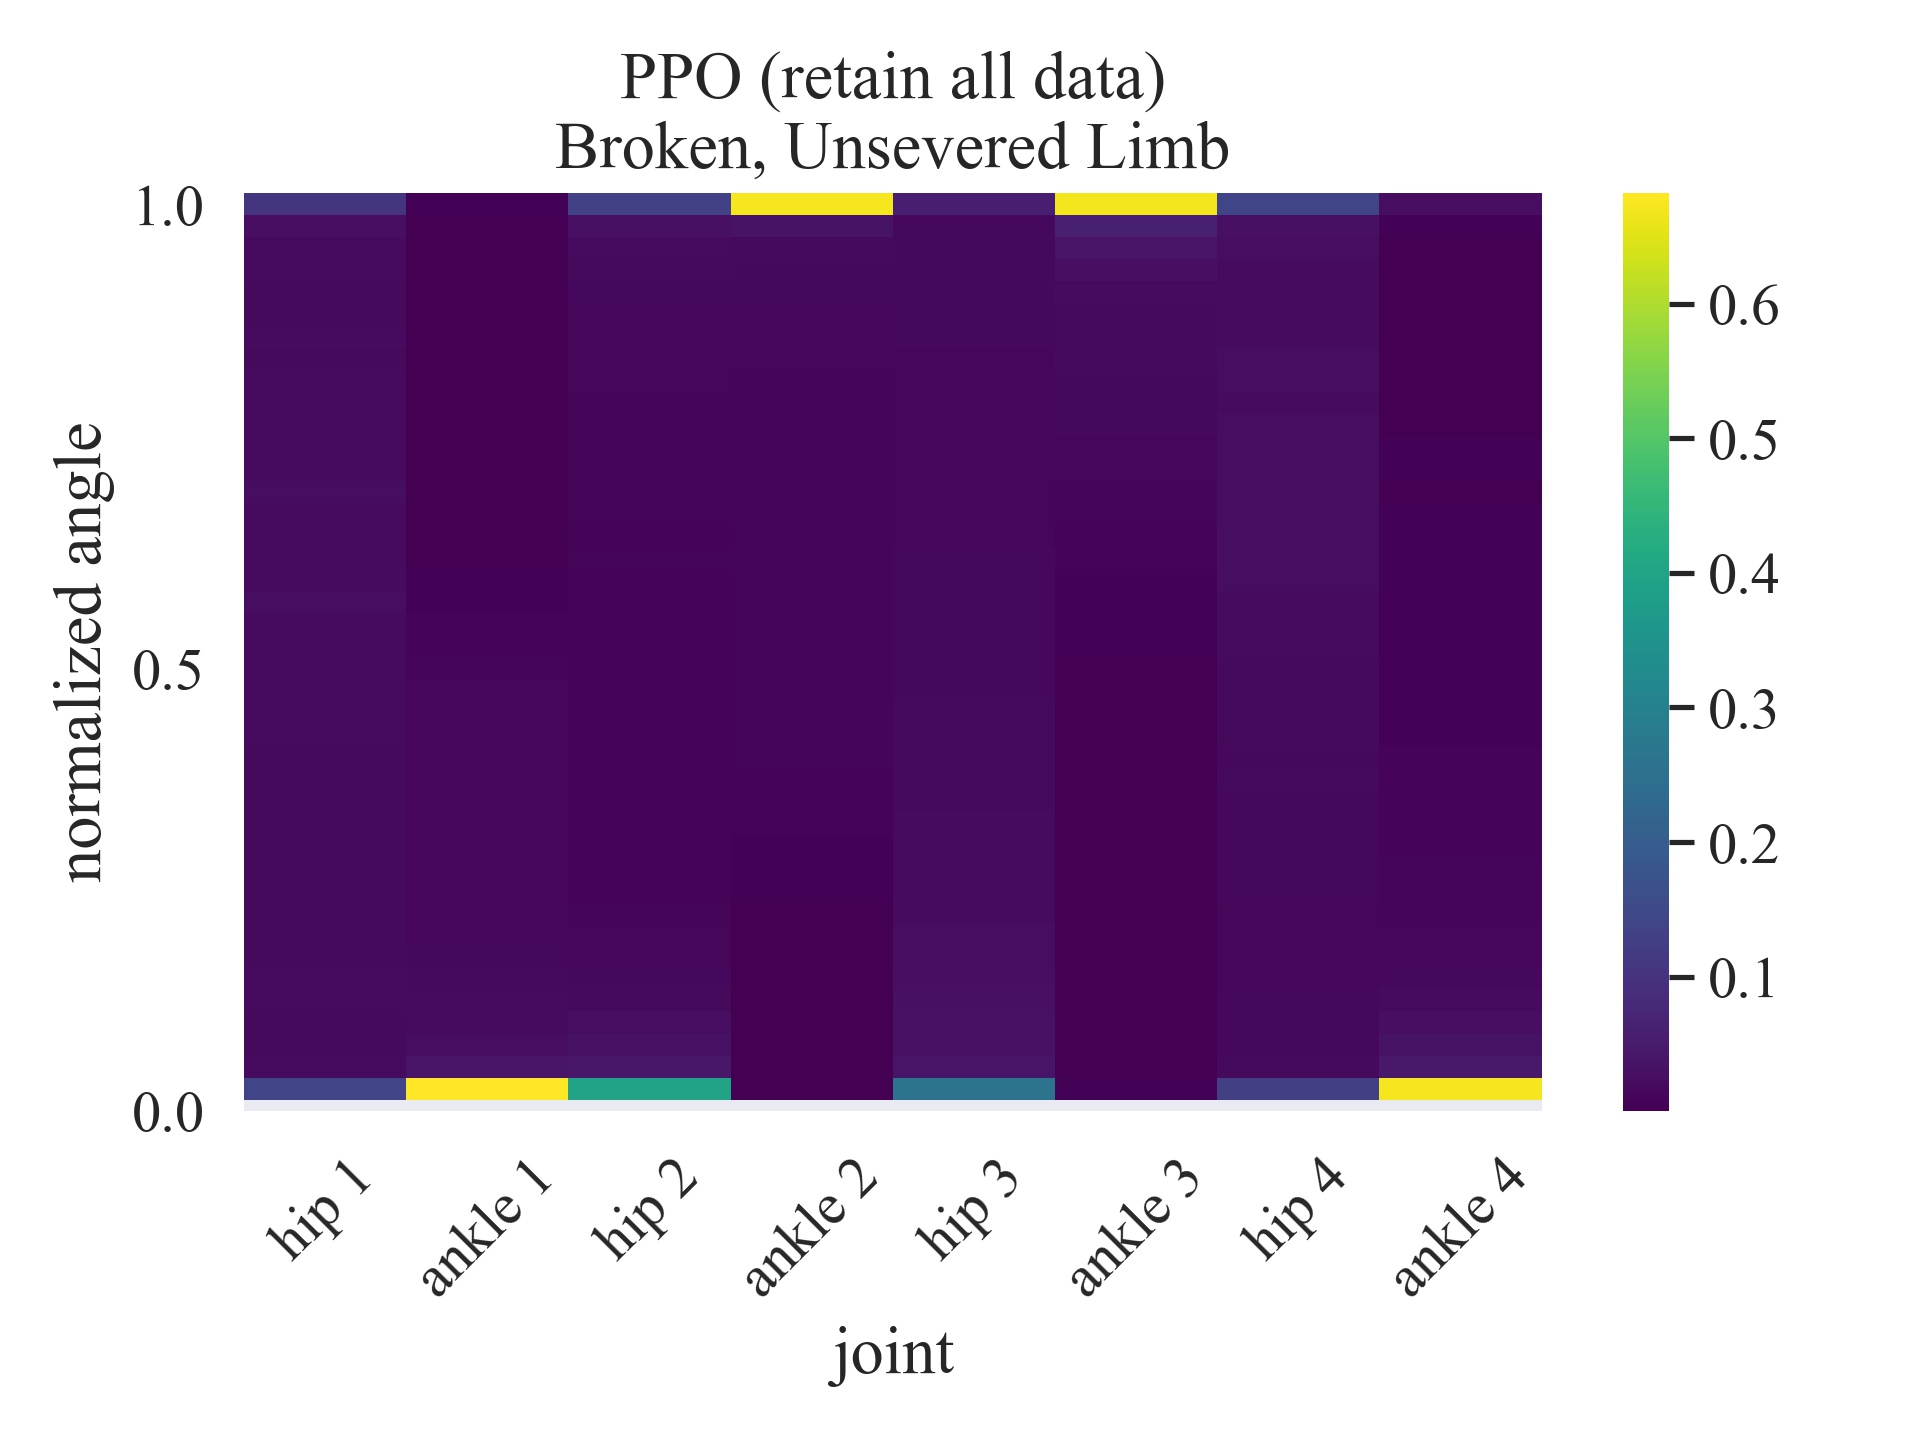 PPO (retain all data)
Broken, Unsevered Limb
1.0
0.5
0.0
normalized angle
hip 1
ankle 1
hip 2
ankle 2
hip 3
ankle 3
hip 4
ankle 4
joint
0.6
0.5
0.4
0.3
0.2
0.1